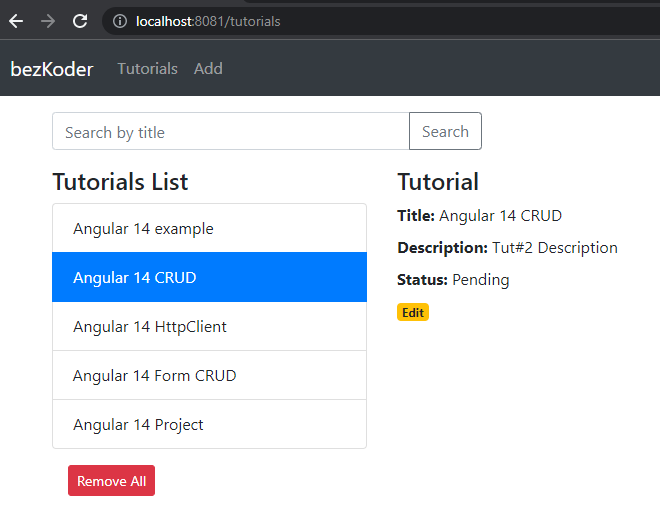 localhost:8081/tutorials
bezKoder Tutorials Add
Search by title Search
Tutorials List
Angular 14 example
Angular 14 CRUD
Angular 14 HttpClient
Angular 14 Form CRUD
Angular 14 Project
Remove All
Tutorial
Title: Angular 14 CRUD
Description: Tut#2 Description
Status: Pending
Edit